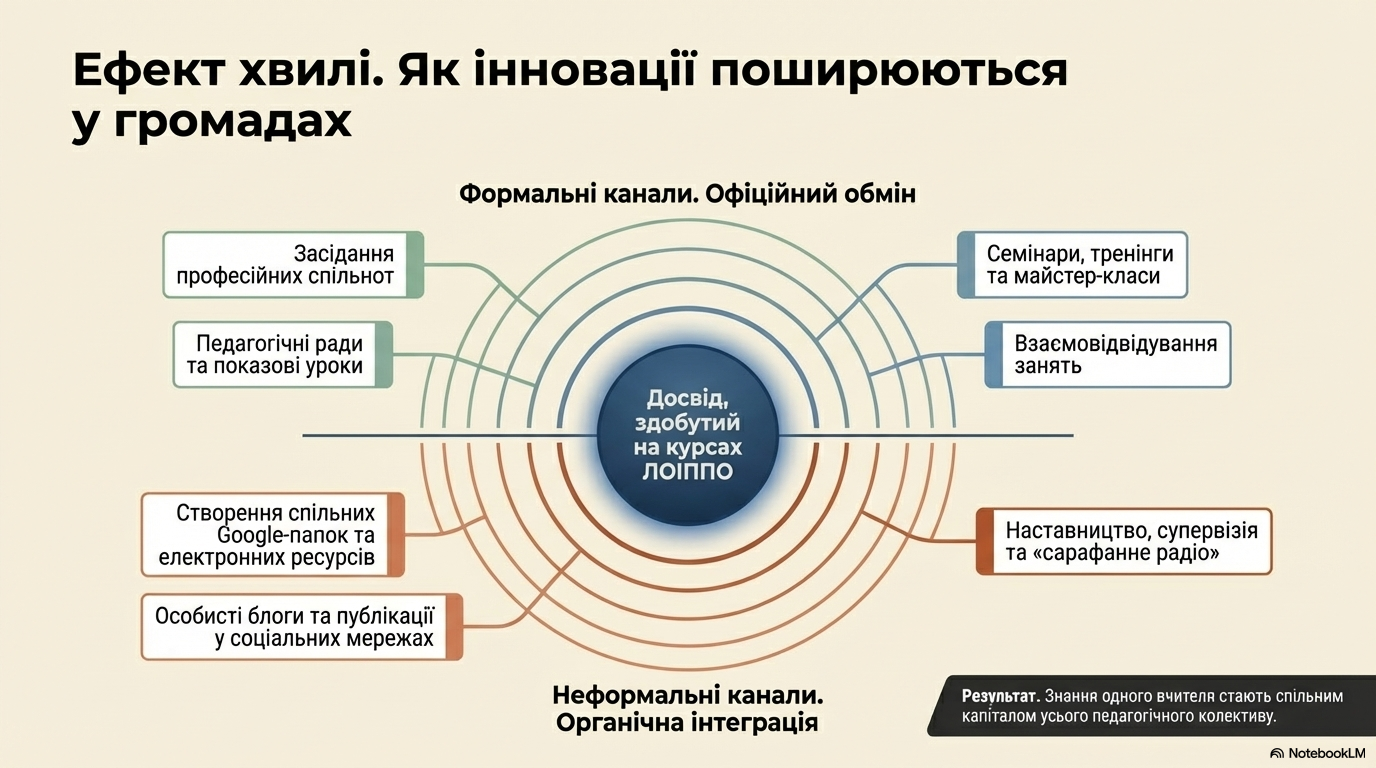 Ефект хвилі. Як інновації поширюються
у громадах
Формальні канали. Офіційний обмін
Засідання
професійних спільнот
Семінари, тренінги
та майстер-класи
Педагогічні ради
та показові уроки
Взаємовідвідування
занять
Досвід,
здобутий
на курсах
ЛОІППО
Створення спільних
Google-папок та
електронних ресурсів
Наставництво, супервізія
та «сарафанне радіо»
Особисті блоги та публікації
у соціальних мережах
Неформальні канали.
Органічна інтеграція
Результат. Знання одного вчителя стають спільним
капіталом усього педагогічного колективу.
NotebookLM